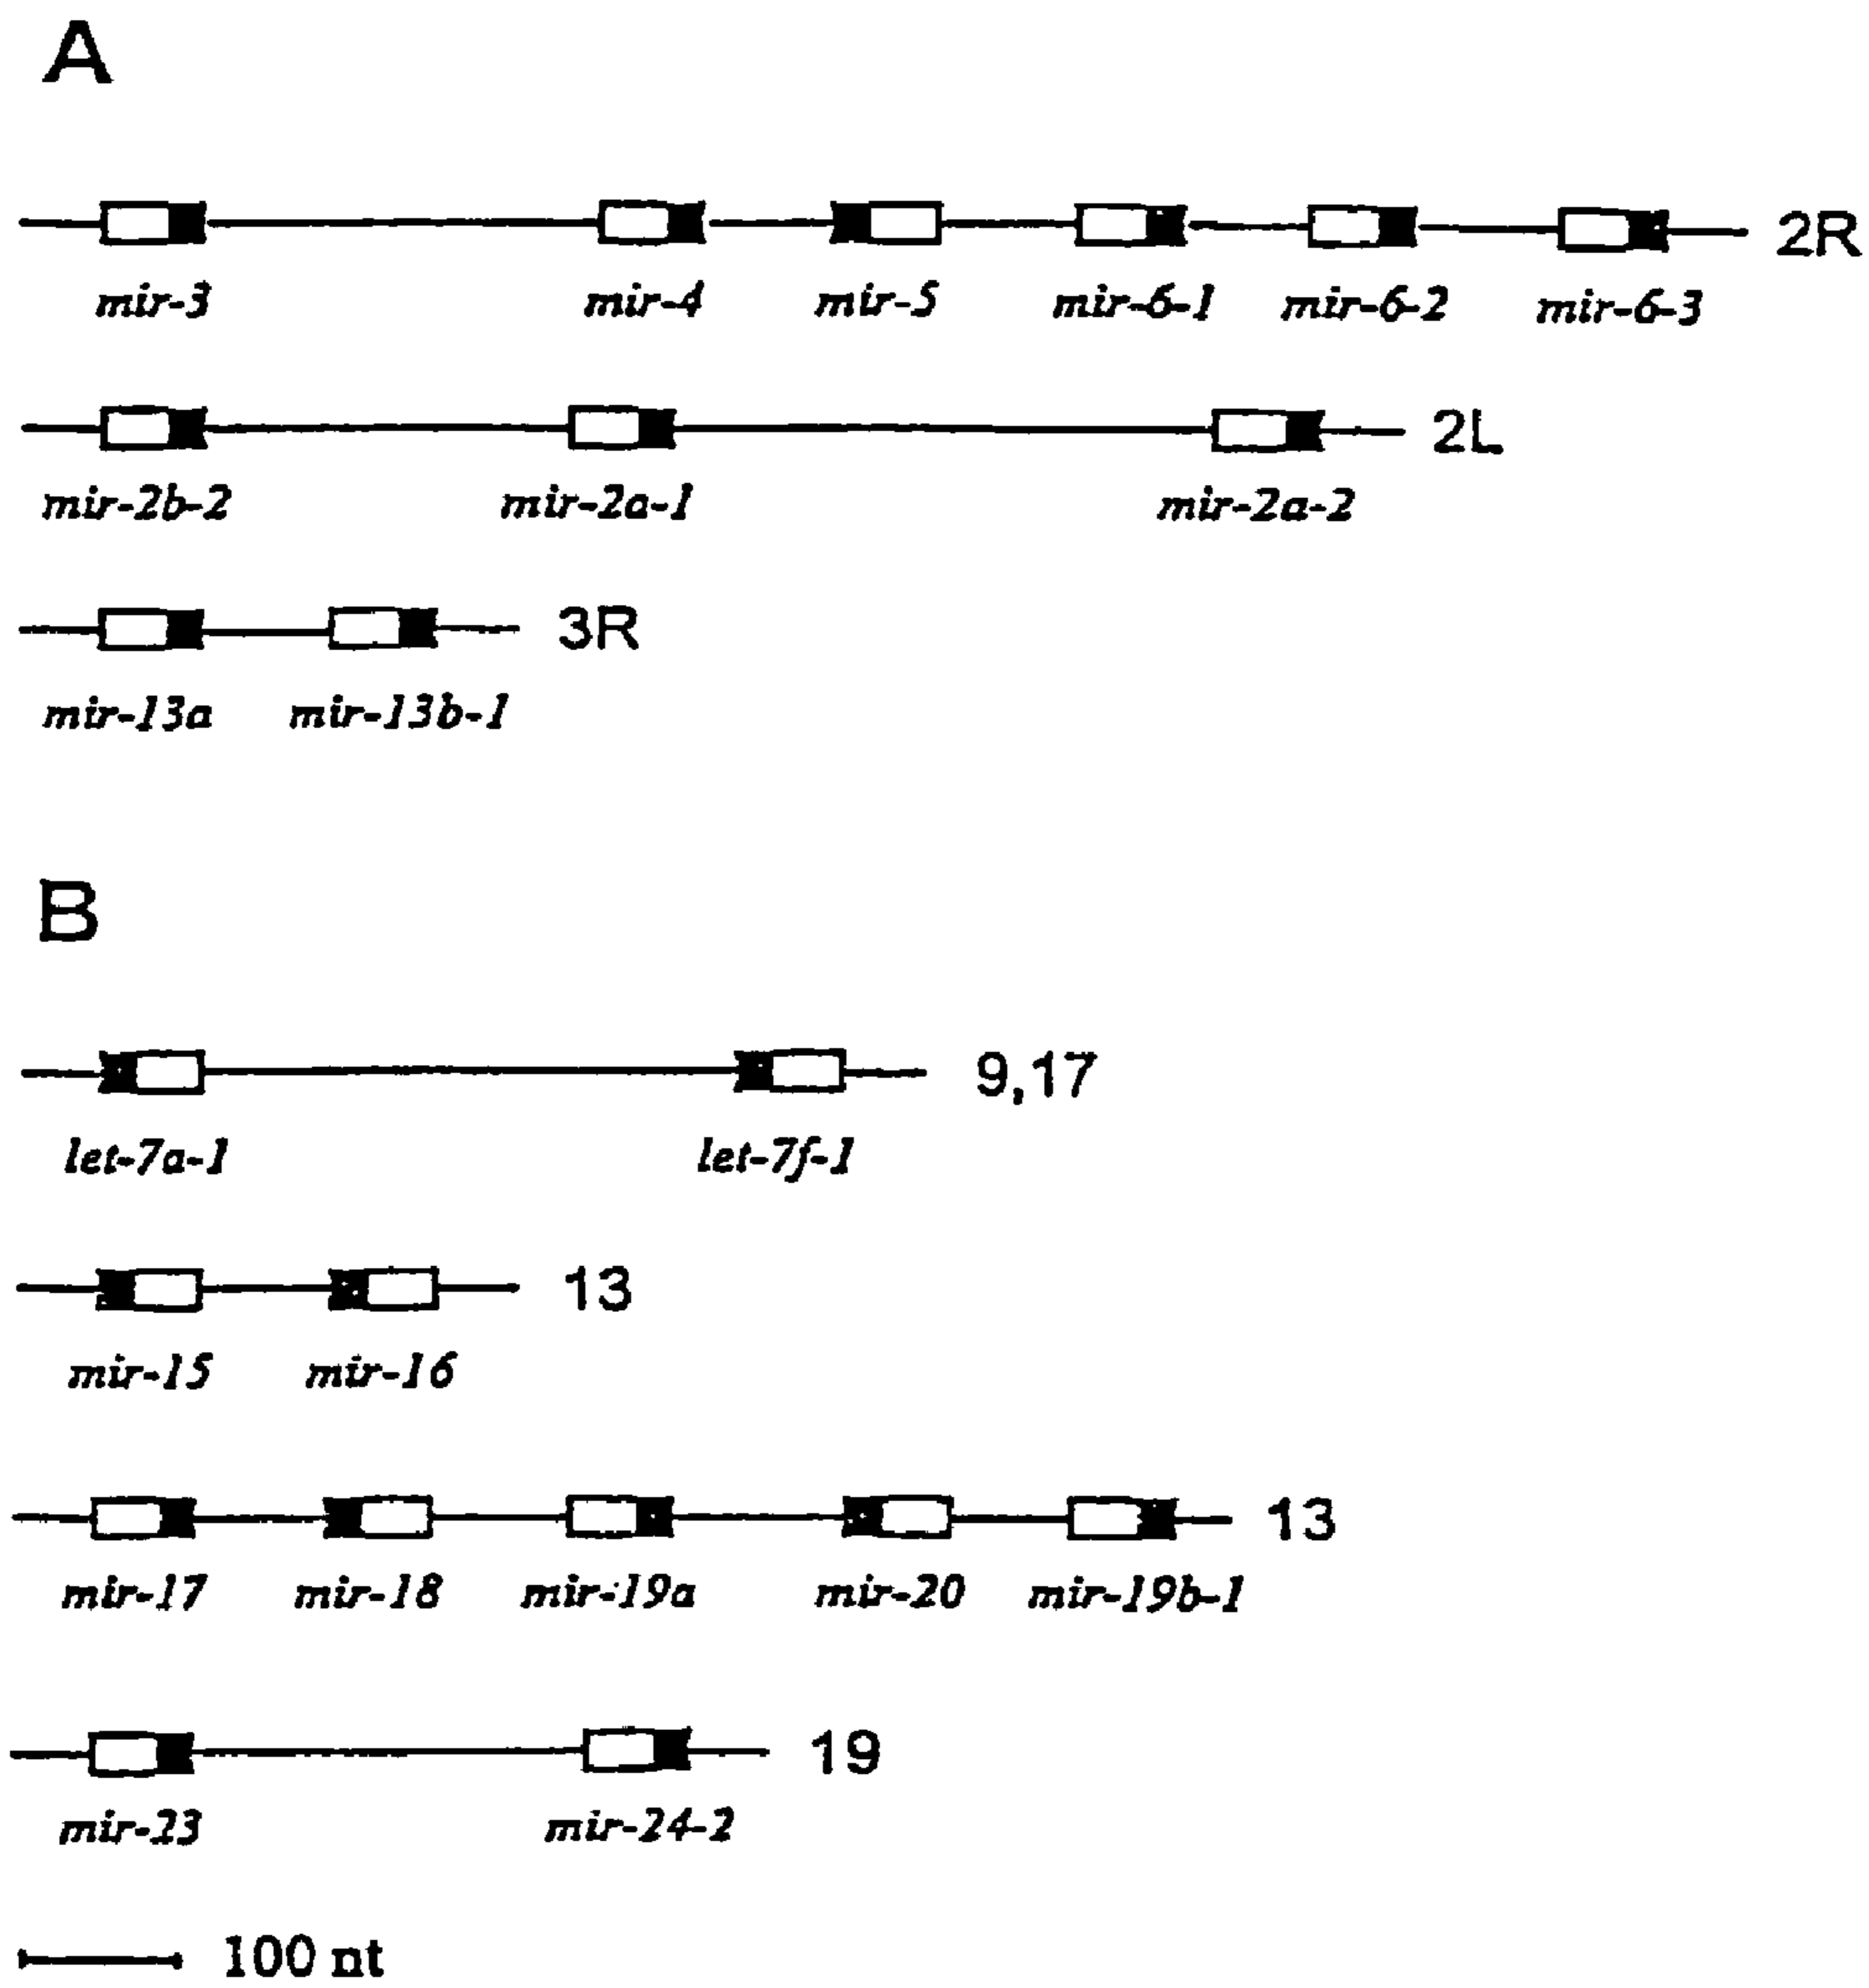 A
2R
mir-3 mir-4 mir-5 mir-6-1 mir-6-2 mir-6-3
2L
mir-2b-2 mir-2a-1 mir-2a-2
3R
mir-13a mir-13b-1
B
9,17
let-7a-1 let-7f-1
13
mir-15 mir-16
13
mir-17 mir-18 mir-19a mir-20 mir-19b-1
19
mir-23 mir-24-2
100 nt